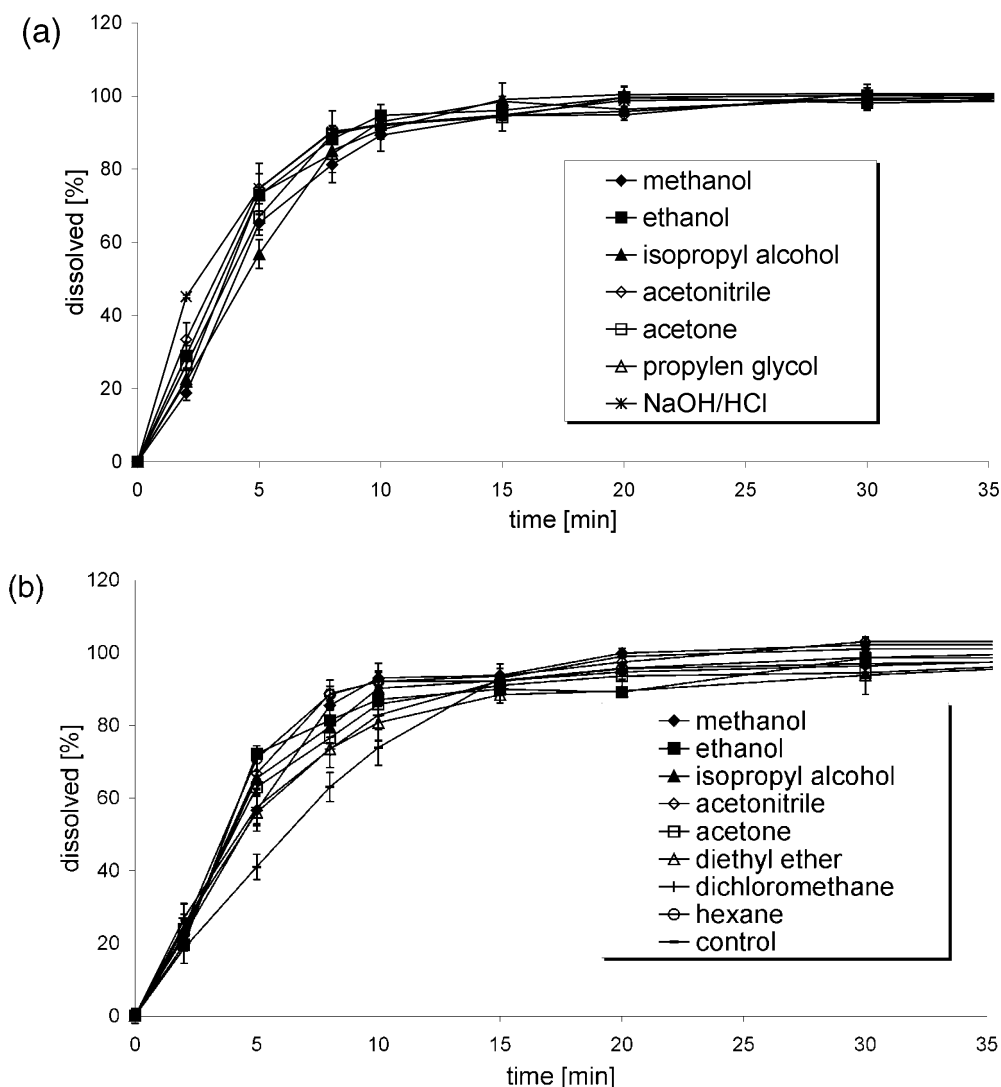 (a)
120
100
80
60
40
20
0
dissolved [%]
methanol
ethanol
isopropyl alcohol
acetonitrile
acetone
propylen glycol
NaOH/HCl
0 5 10 15 20 25 30 35
time [min]
(b)
120
100
80
60
40
20
0
dissolved [%]
methanol
ethanol
isopropyl alcohol
acetonitrile
acetone
diethyl ether
dichloromethane
hexane
control
0 5 10 15 20 25 30 35
time [min]